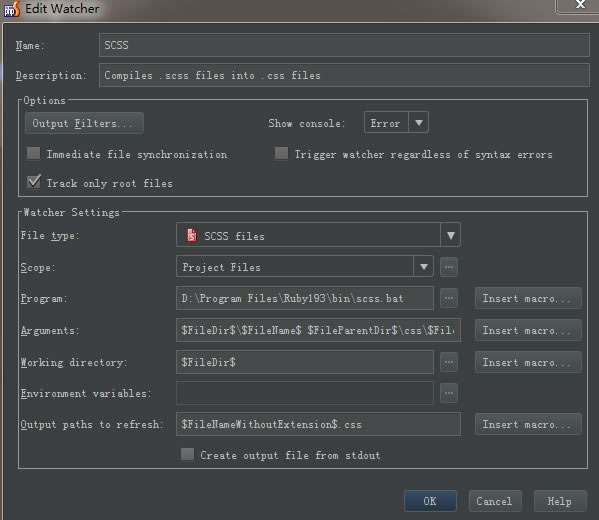 Edit Watcher
Name: SCSS
Description: Compiles .scss files into .css files
Options
Output Filters... Show console: Error
Immediate file synchronization Trigger watcher regardless of syntax errors
Track only root files
Watcher Settings
File type: SCSS files
Scope: Project Files ...
Program: D:\Program Files\Ruby193\bin\scss.bat Insert macro...
Arguments: $FileDir$\$FileName$ $FileParentDir$\css\$File Insert macro...
Working directory: $FileDir$ ... Insert macro...
Environment variables: ...
Output paths to refresh: $FileNameWithoutExtension$.css Insert macro...
Create output file from stdout
OK Cancel Help